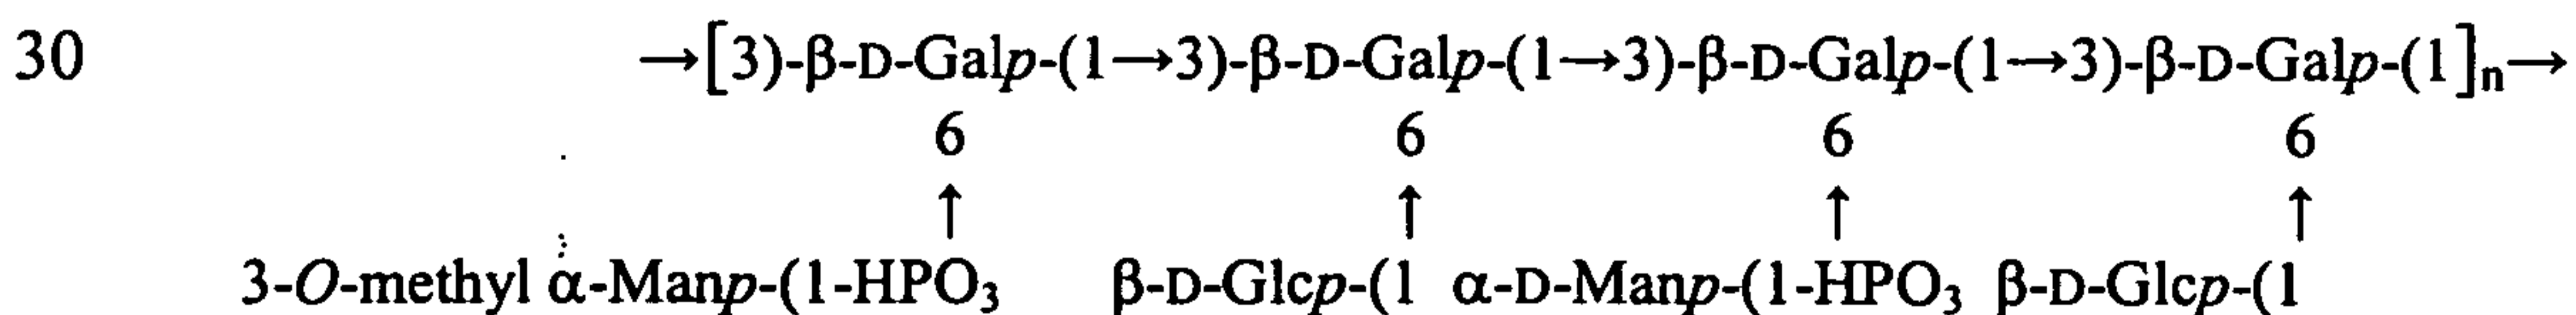 30 →[3)-β-D-Galp-(1→3)-β-D-Galp-(1→3)-β-D-Galp-(1→3)-β-D-Galp-(1]n→
6 6 6 6
↑ ↑ ↑ ↑
3-O-methyl α-Manp-(1-HPO3 β-D-Glcp-(1 α-D-Manp-(1-HPO3 β-D-Glcp-(1